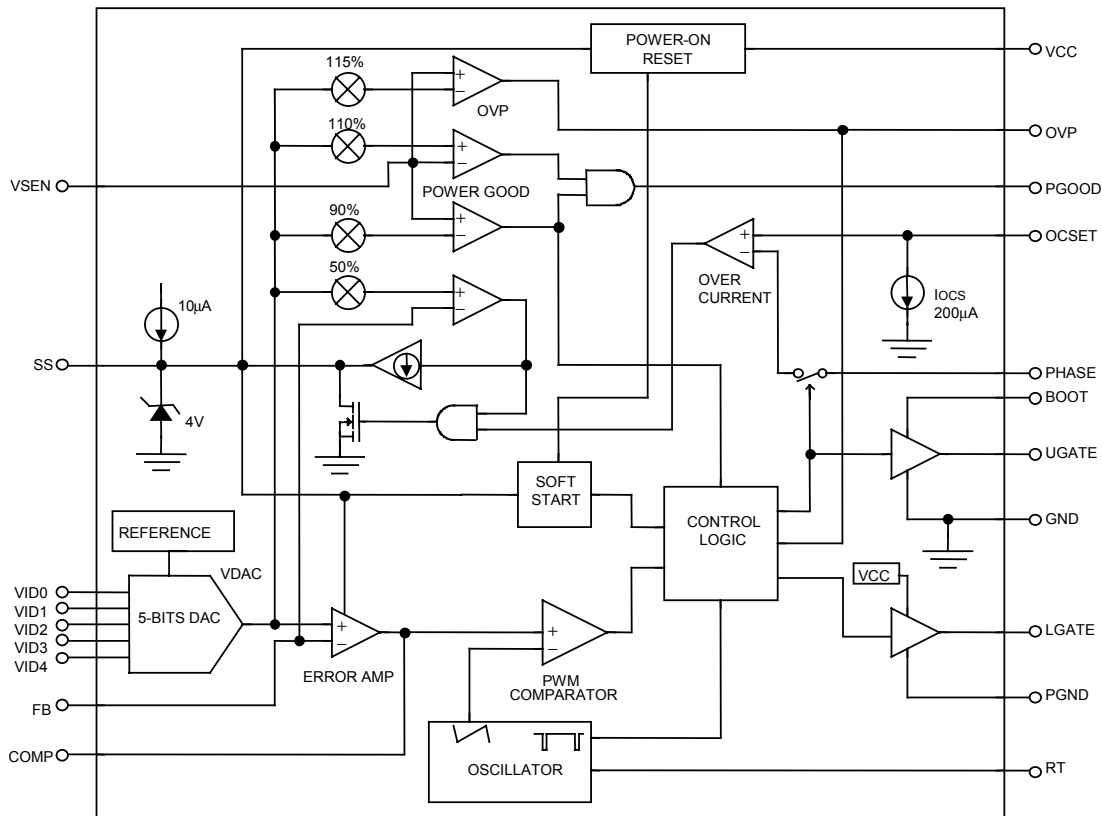 POWER-ON
RESET
VCC
115%
+
−
OVP
OVP
110%
+
−
POWER GOOD
VSEN
PGOOD
90%
+
−
OCSET
+
−
OVER
CURRENT
50%
+
−
IOCS
200µA
10µA
SS
PHASE
BOOT
4V
UGATE
SOFT
START
CONTROL
LOGIC
GND
REFERENCE
VDAC
VCC
VID0
VID1
VID2
VID3
VID4
5-BITS DAC
+
−
ERROR AMP
+
−
PWM
COMPARATOR
LGATE
PGND
FB
COMP
OSCILLATOR
RT